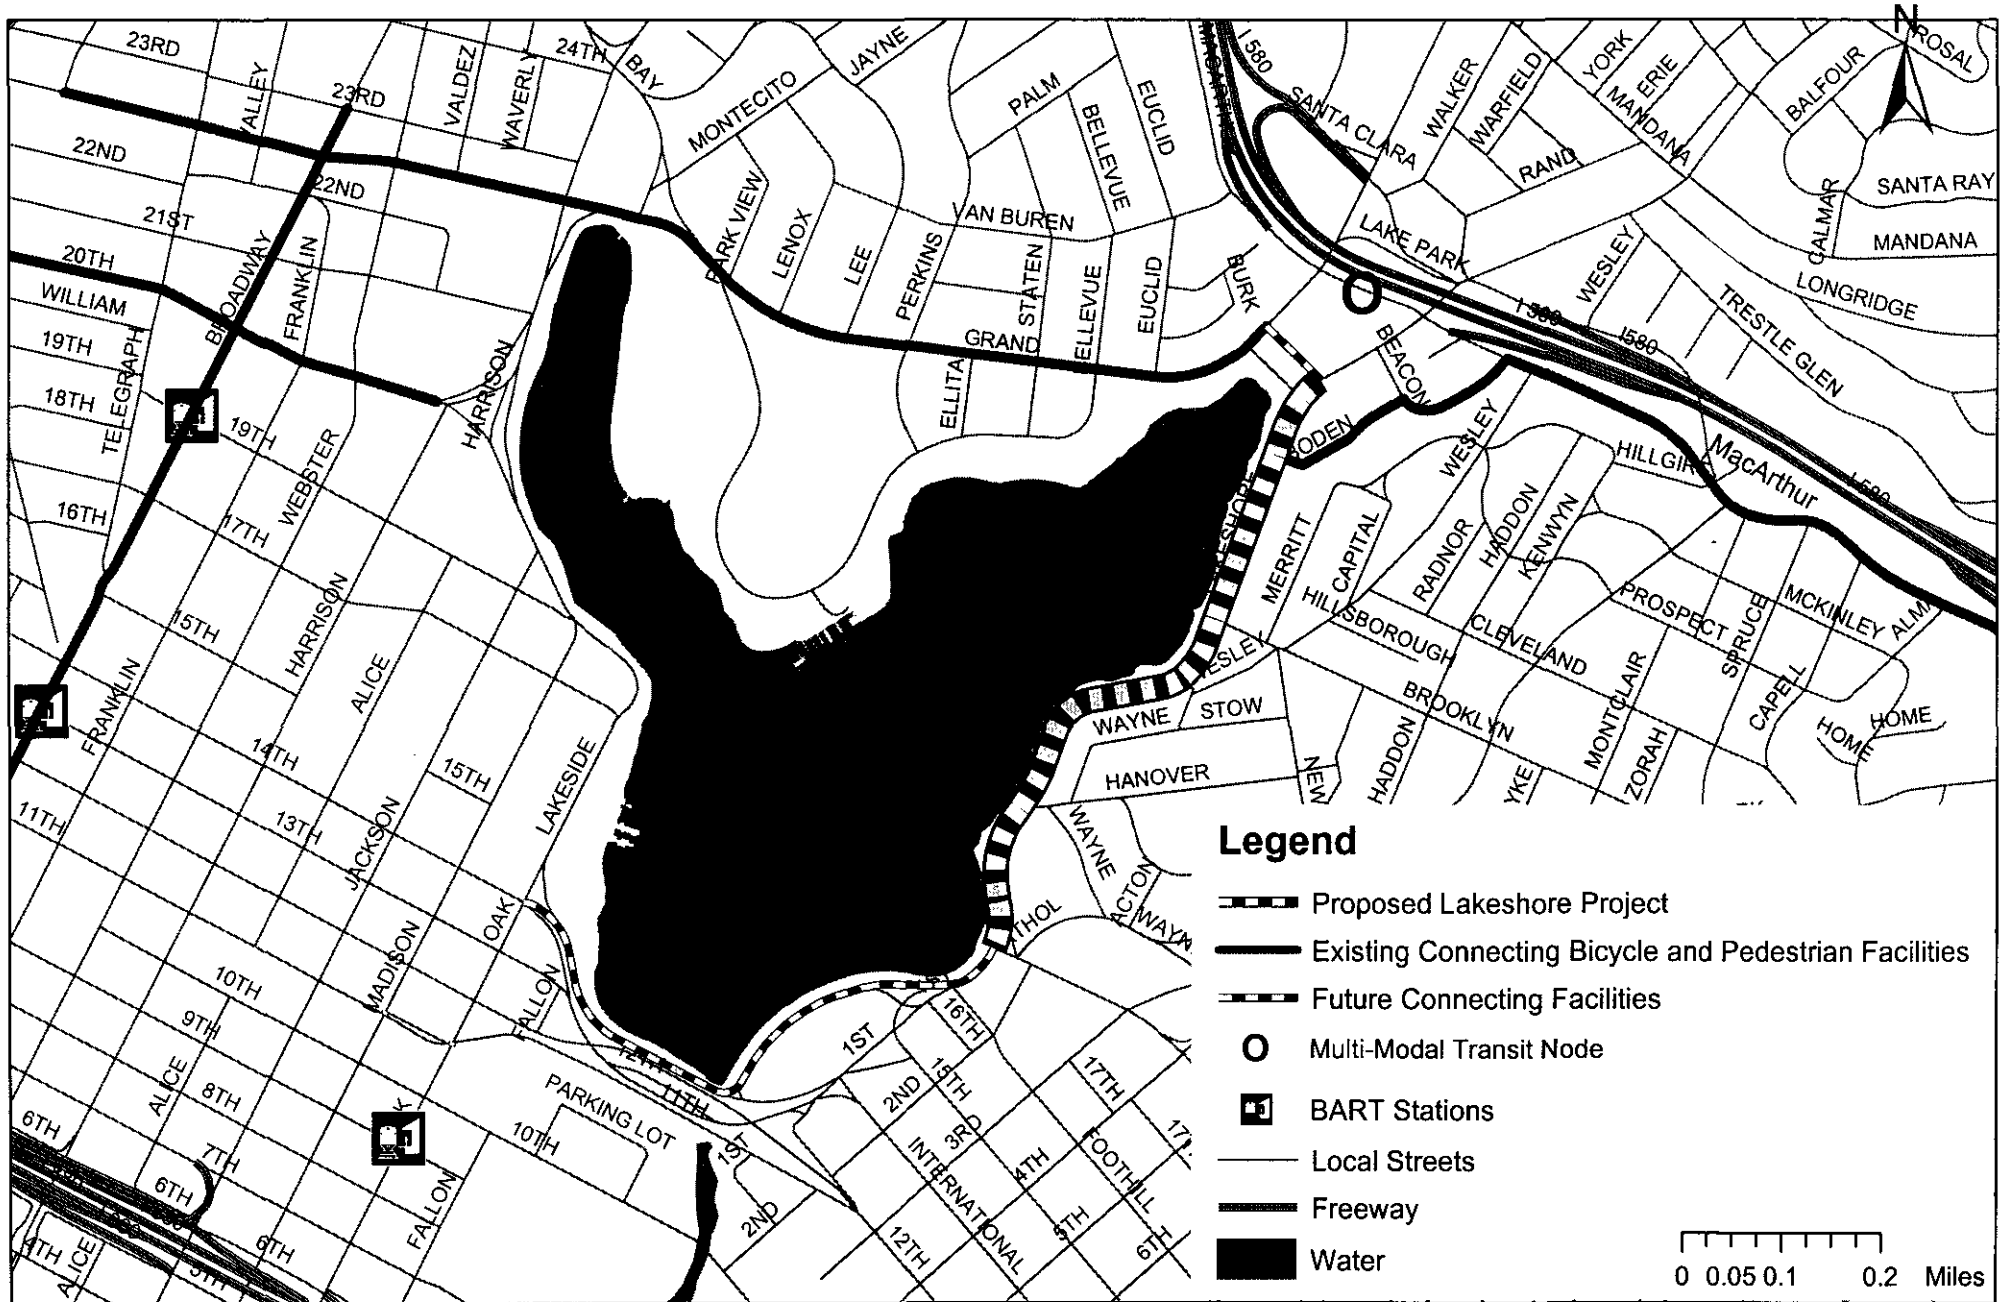 N
23RD
VALLEY
23RD
VALDEZ
WAVERLY
24TH
BAY
MONTECITO
JAYNE
PALM
EUCLID
BELLEVUE
I 580
SANTA CLARA
WALKER
WARFIELD
YORK
ERIE
MANDANA
BALFOUR
ROSAL
RAND
SANTA RAY
CALMAR
MANDANA
22ND
22ND
21ST
20TH
WILLIAM
19TH
18TH
TELEGRAPH
BROADWAY
FRANKLIN
HARRISON
PARK VIEW
LENOX
LEE
PERKINS
VAN BUREN
STATEN
ELLEVUE
EUCLID
BURK
GRAND
ELLITA
LAKE PARK
WESLEY
LONGRIDGE
TRESTLE GLEN
O
BEACON
I 580
I580
I 580
MacArthur
HILLGIR
WESLEY
19TH
WEBSTER
17TH
16TH
15TH
HARRISON
ALICE
FRANKLIN
14TH
13TH
15TH
11TH
JACKSON
LAKESIDE
OAK
MADISON
FALLON
MERRITT
CAPITAL
RADNOR
HADDON
KENWYN
HILLSBOROUGH
CLEVELAND
PROSPECT
SPRUCE
MCKINLEY
BROOKLYN
MONTCLAIR
CAPELL
HOME
HOME
ZORAH
HADDON
WAYNE
STOW
HANOVER
NEW
YKE
WAYNE
ACTON
10TH
9TH
8TH
ALICE
7TH
6TH
6TH
6TH
5TH
4TH
ALICE
FALLON
10TH
PARKING LOT
11TH
1ST
1ST
2ND
2ND
3RD
4TH
5TH
6TH
12TH
15TH
16TH
17TH
INTERNATIONAL
FOOTHILL
Legend
Proposed Lakeshore Project
Existing Connecting Bicycle and Pedestrian Facilities
Future Connecting Facilities
O Multi-Modal Transit Node
BART Stations
Local Streets
Freeway
Water
0 0.05 0.1 0.2 Miles